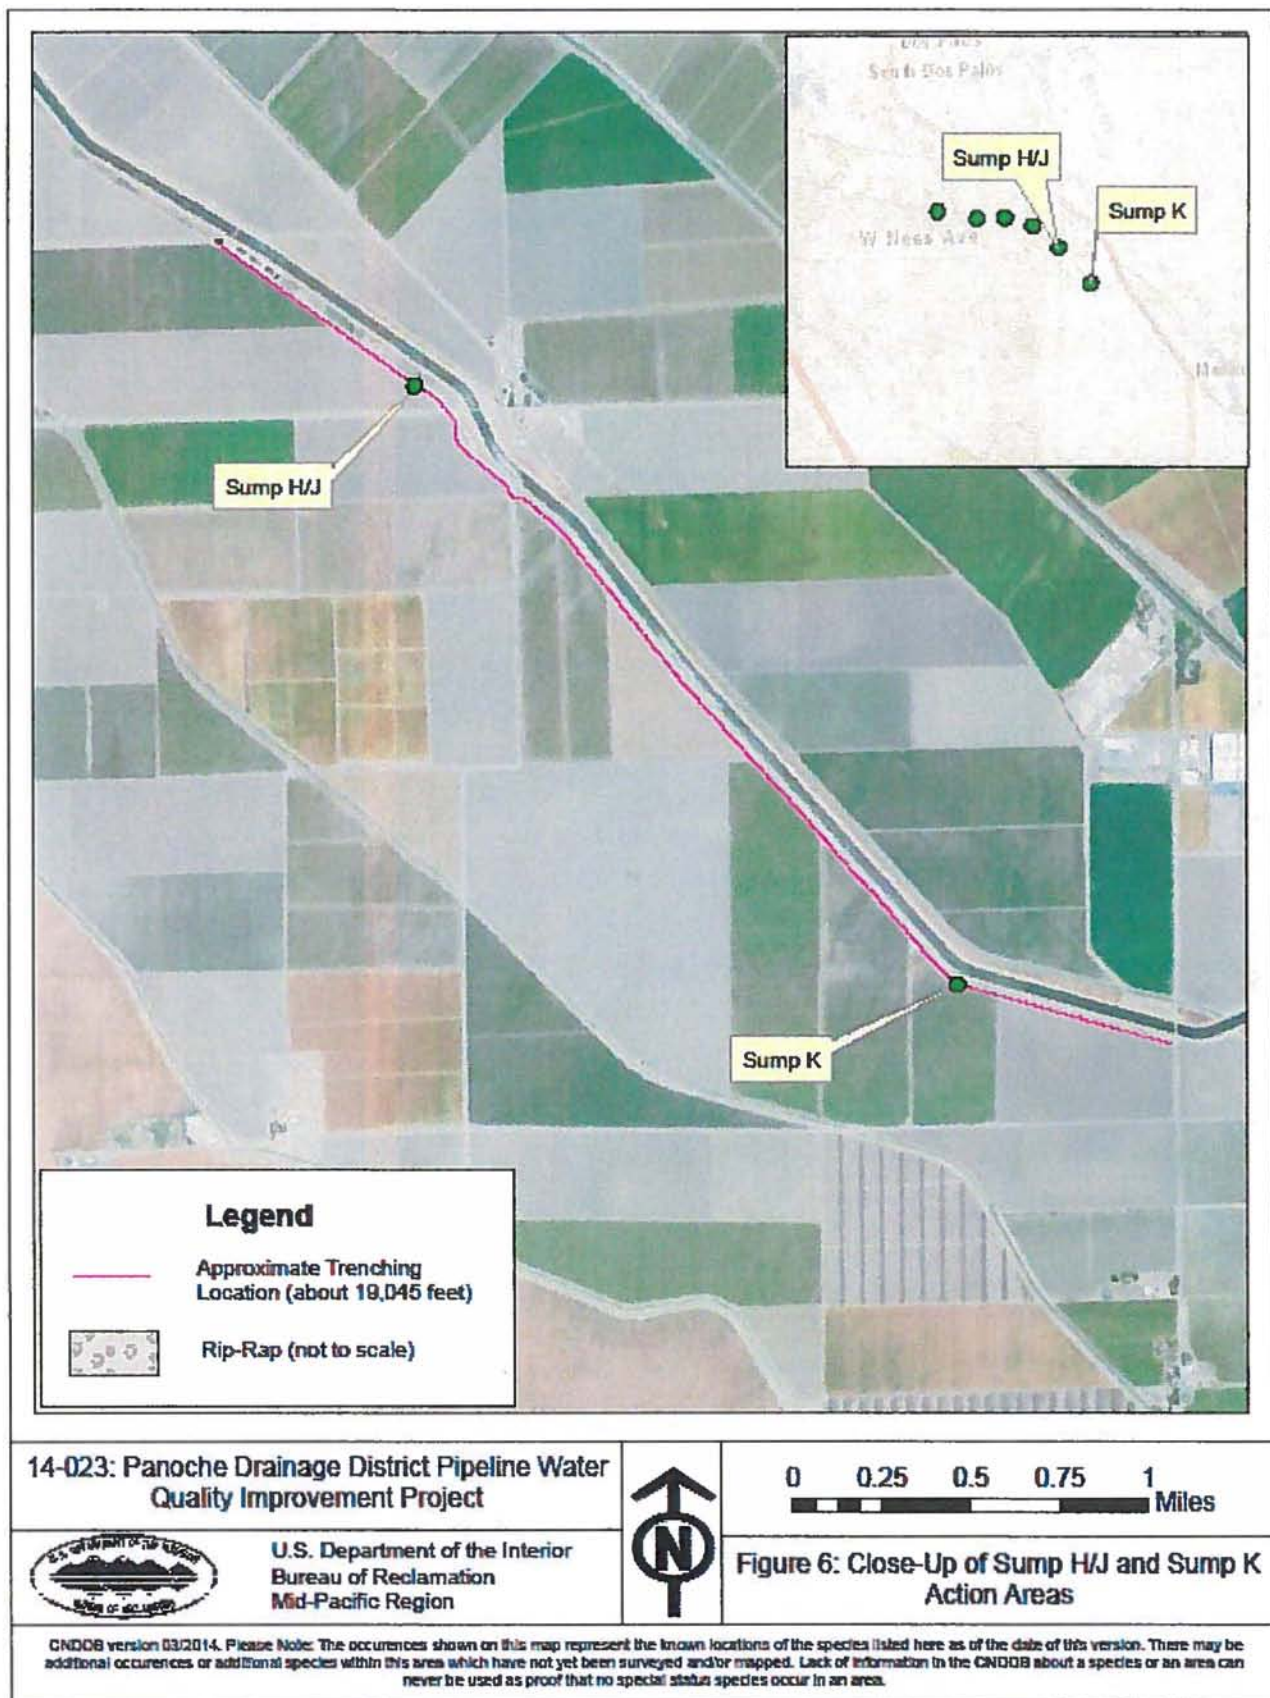 South Dos Palos
Sump H/J
Sump K
W Ness Ave
Sump H/J
Sump K
Legend
Approximate Trenching
Location (about 19,045 feet)
Rip-Rap (not to scale)
14-023: Panoche Drainage District Pipeline Water
Quality Improvement Project
U.S. Department of the Interior
Bureau of Reclamation
Mid-Pacific Region
N
0 0.25 0.5 0.75 1
Miles
Figure 6: Close-Up of Sump H/J and Sump K
Action Areas
CNDDB version 03/2014. Please Note: The occurences shown on this map represent the known locations of the species listed here as of the date of this version. There may be
additional occurences or additional species within this area which have not yet been surveyed and/or mapped. Lack of information in the CNDDB about a species or an area can
never be used as proof that no special status species occur in an area.